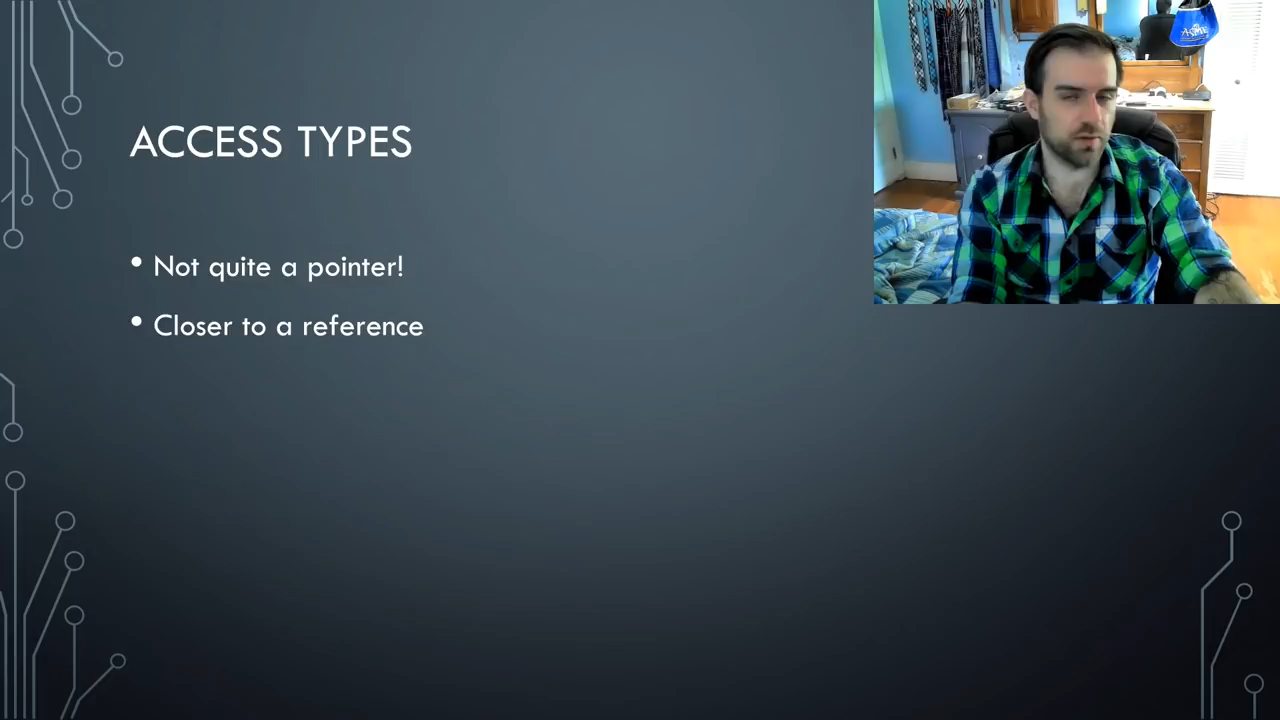 ACCESS TYPES
• Not quite a pointer!
• Closer to a reference